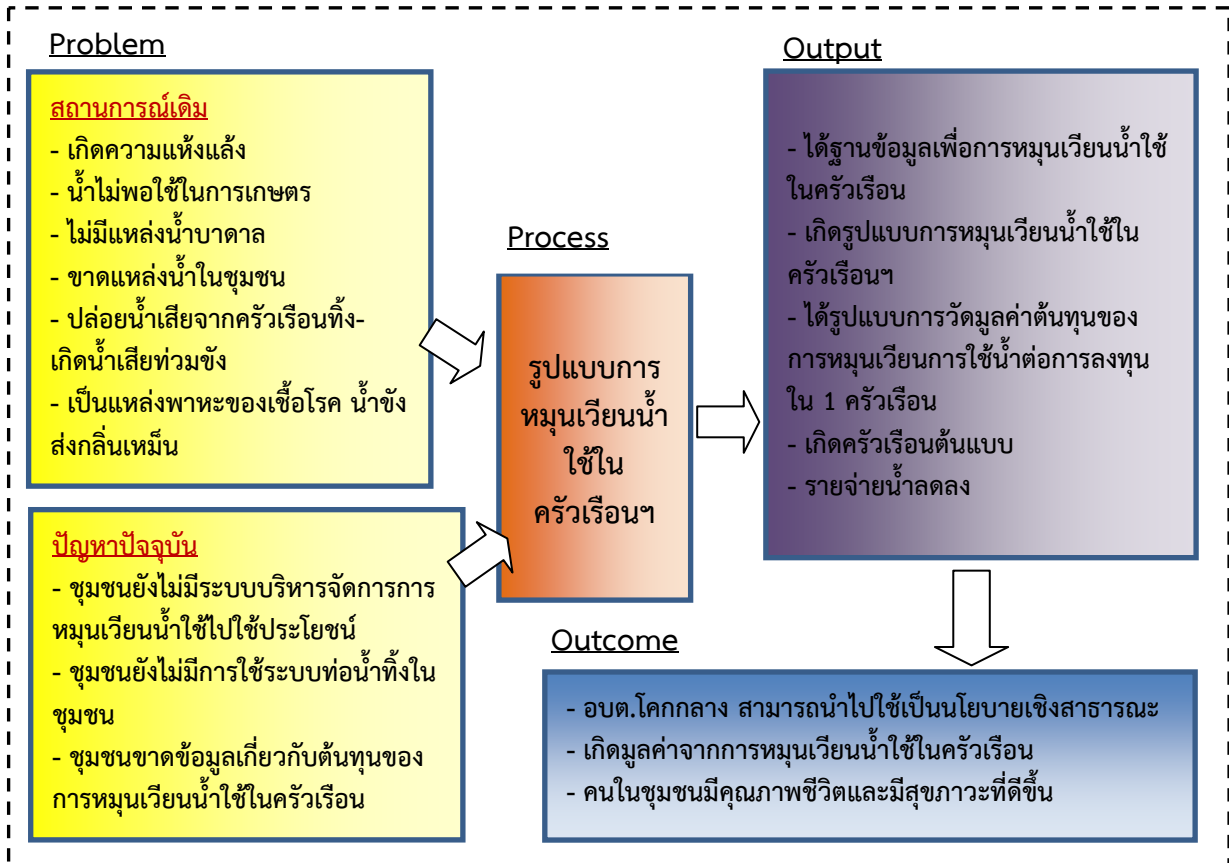 Problem
สถานการณ์เดิม
- เกิดความแห้งแล้ง
- น้ำไม่พอใช้ในการเกษตร
- ไม่มีแหล่งน้ำบาดาล
- ขาดแหล่งน้ำในชุมชน
- ปล่อยน้ำเสียจากครัวเรือนทิ้ง-
เกิดน้ำเสียท่วมขัง
- เป็นแหล่งพาหะของเชื้อโรค น้ำขัง
ส่งกลิ่นเหม็น
ปัญหาปัจจุบัน
- ชุมชนยังไม่มีระบบบริหารจัดการการ
หมุนเวียนน้ำใช้ไปใช้ประโยชน์
- ชุมชนยังไม่มีการใช้ระบบท่อน้ำทิ้งใน
ชุมชน
- ชุมชนขาดข้อมูลเกี่ยวกับต้นทุนของ
การหมุนเวียนน้ำใช้ในครัวเรือน
Process
รูปแบบการ
หมุนเวียนน้ำ
ใช้ใน
ครัวเรือนฯ
Output
- ได้ฐานข้อมูลเพื่อการหมุนเวียนน้ำใช้
ในครัวเรือน
- เกิดรูปแบบการหมุนเวียนน้ำใช้ใน
ครัวเรือนฯ
- ได้รูปแบบการวัดมูลค่าต้นทุนของ
การหมุนเวียนการใช้น้ำต่อการลงทุน
ใน 1 ครัวเรือน
- เกิดครัวเรือนต้นแบบ
- รายจ่ายน้ำลดลง
Outcome
- อบต.โคกกลาง สามารถนำไปใช้เป็นนโยบายเชิงสาธารณะ
- เกิดมูลค่าจากการหมุนเวียนน้ำใช้ในครัวเรือน
- คนในชุมชนมีคุณภาพชีวิตและมีสุขภาวะที่ดีขึ้น